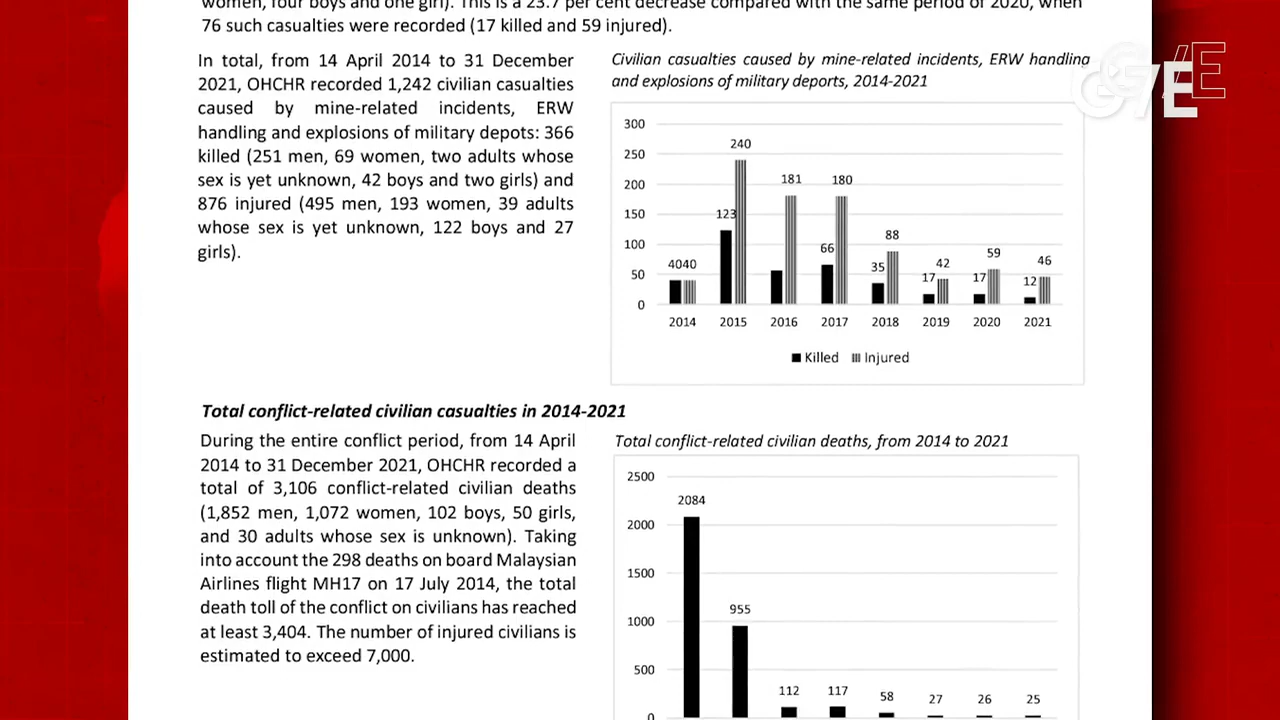 women, four boys and one girl). This is a 23.7 per cent decrease compared with the same period of 2020, when
76 such casualties were recorded (17 killed and 59 injured).
In total, from 14 April 2014 to 31 December
2021, OHCHR recorded 1,242 civilian casualties
caused by mine-related incidents, ERW
handling and explosions of military depots: 366
killed (251 men, 69 women, two adults whose
sex is yet unknown, 42 boys and two girls) and
876 injured (495 men, 193 women, 39 adults
whose sex is yet unknown, 122 boys and 27
girls).
Civilian casualties caused by mine-related incidents, ERW handling
and explosions of military deports, 2014-2021
300
250
200
150
100
50
0
40 40
123 240
181
66 180
35 88
17 42
17 59
12 46
2014 2015 2016 2017 2018 2019 2020 2021
Killed Injured
Total conflict-related civilian casualties in 2014-2021
During the entire conflict period, from 14 April
2014 to 31 December 2021, OHCHR recorded a
total of 3,106 conflict-related civilian deaths
(1,852 men, 1,072 women, 102 boys, 50 girls,
and 30 adults whose sex is unknown). Taking
into account the 298 deaths on board Malaysian
Airlines flight MH17 on 17 July 2014, the total
death toll of the conflict on civilians has reached
at least 3,404. The number of injured civilians is
estimated to exceed 7,000.
Total conflict-related civilian deaths, from 2014 to 2021
2500
2000
1500
1000
500
0
2084
955
112 117 58 27 26 25